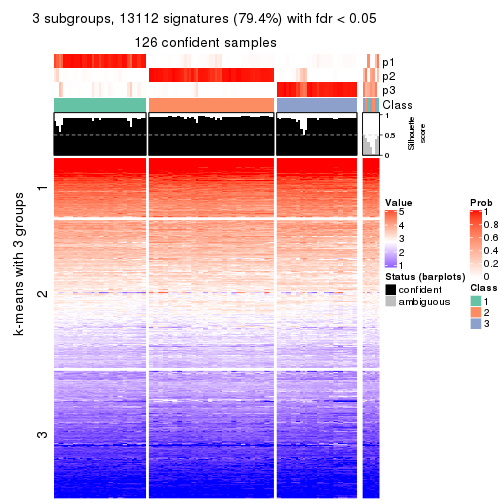 3 subgroups, 13112 signatures (79.4%) with fdr < 0.05
126 confident samples
p1
p2
p3
Class
1
0.5
0
Silhouette
score
k-means with 3 groups
1
2
3
Value
5
4
3
2
1
Status (barplots)
confident
ambiguous
Prob
1
0.8
0.6
0.4
0.2
0
Class
1
2
3